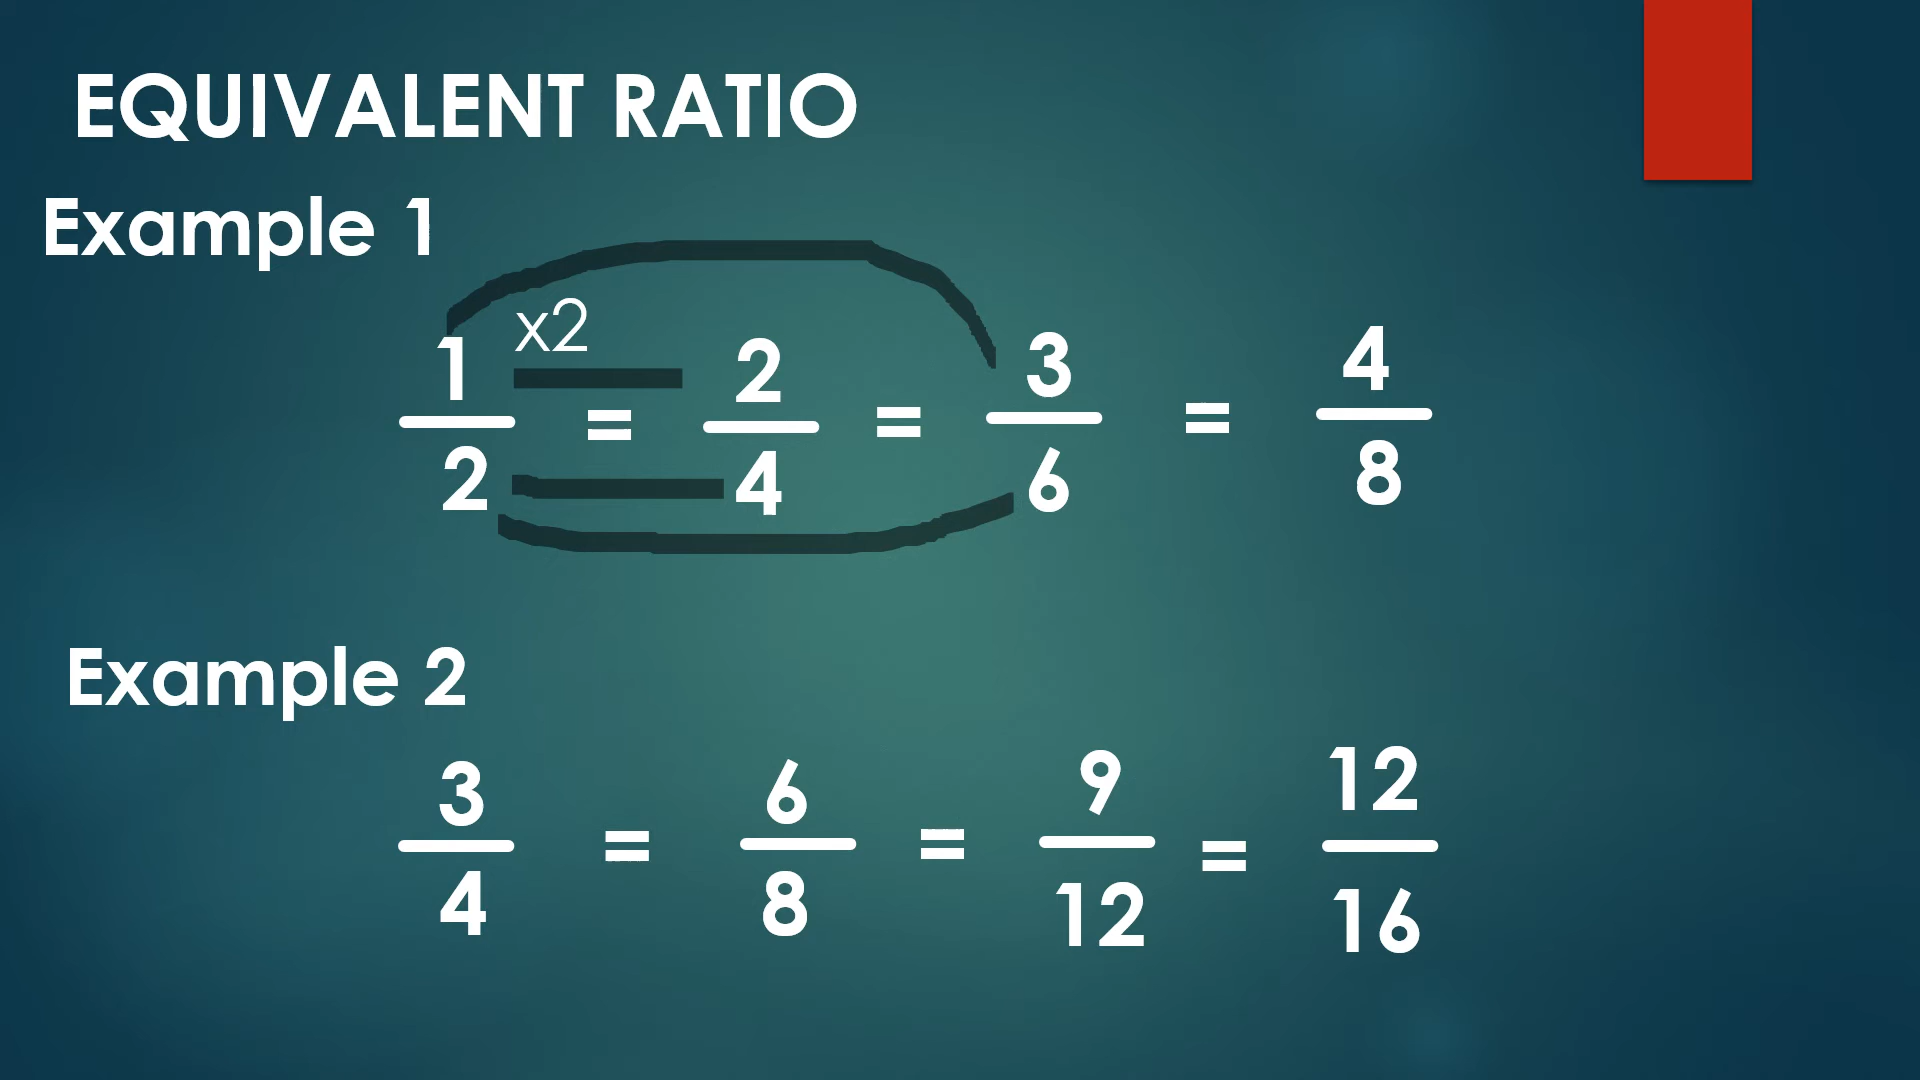 EQUIVALENT RATIO
Example 1
x2
1 2 3 4
= = =
2 4 6 8
Example 2
3 6 9 12
= = =
4 8 12 16